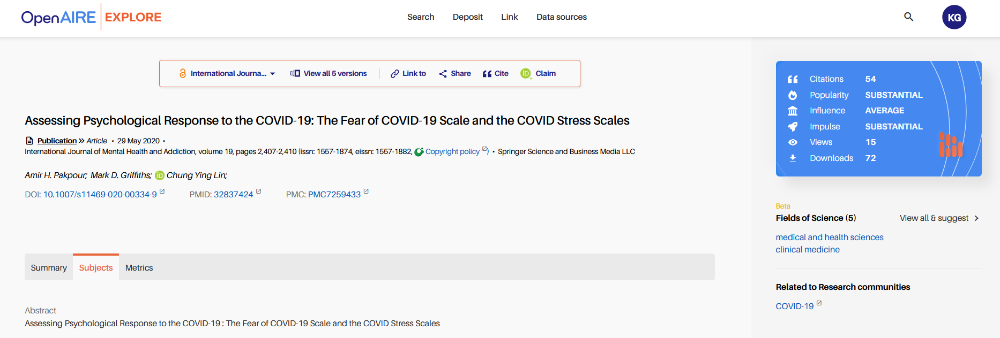 OpenAIRE | EXPLORE
Search Deposit Link Data sources
KG
International Journa... View all 5 versions Link to Share Cite iD Claim
Assessing Psychological Response to the COVID-19: The Fear of COVID-19 Scale and the COVID Stress Scales
Publication » Article • 29 May 2020 •
International Journal of Mental Health and Addiction, volume 19, pages 2,407-2,410 (issn: 1557-1874, eissn: 1557-1882, Copyright policy ) • Springer Science and Business Media LLC
Amir H. Pakpour; Mark D. Griffiths; iD Chung Ying Lin;
DOI: 10.1007/s11469-020-00334-9 PMID: 32837424 PMC: PMC7259433
Summary Subjects Metrics
Abstract
Assessing Psychological Response to the COVID-19 : The Fear of COVID-19 Scale and the COVID Stress Scales
Citations 54
Popularity SUBSTANTIAL
Influence AVERAGE
Impulse SUBSTANTIAL
Views 15
Downloads 72
Beta
Fields of Science (5) View all & suggest
medical and health sciences
clinical medicine
Related to Research communities
COVID-19